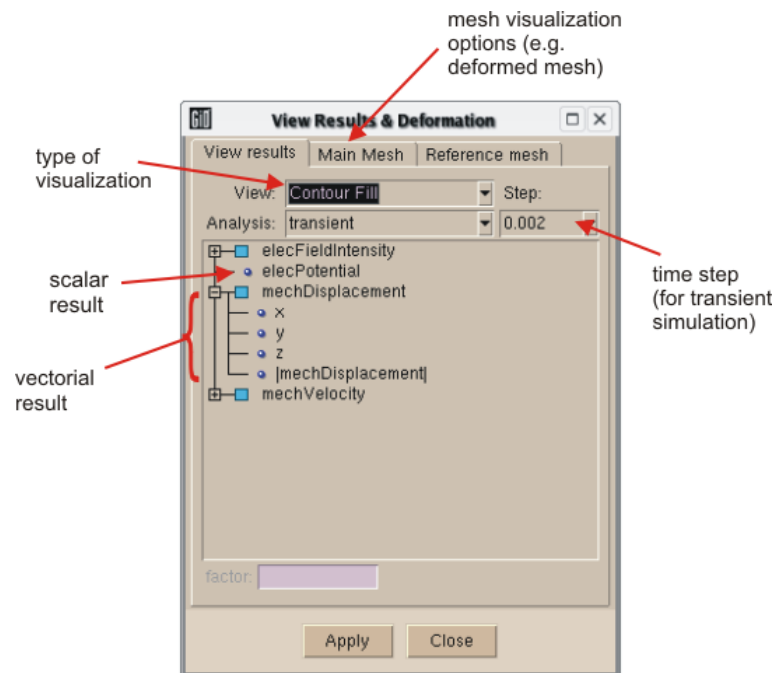 mesh visualization
options (e.g.
deformed mesh)
GiD
View Results & Deformation
type of
visualization
View results
Main Mesh
Reference mesh
View:
Contour Fill
Step:
Analysis:
transient
0.002
elecFieldIntensity
elecPotential
mechDisplacement
x
y
z
|mechDisplacement|
mechVelocity
scalar
result
vectorial
result
time step
(for transient
simulation)
factor:
Apply
Close